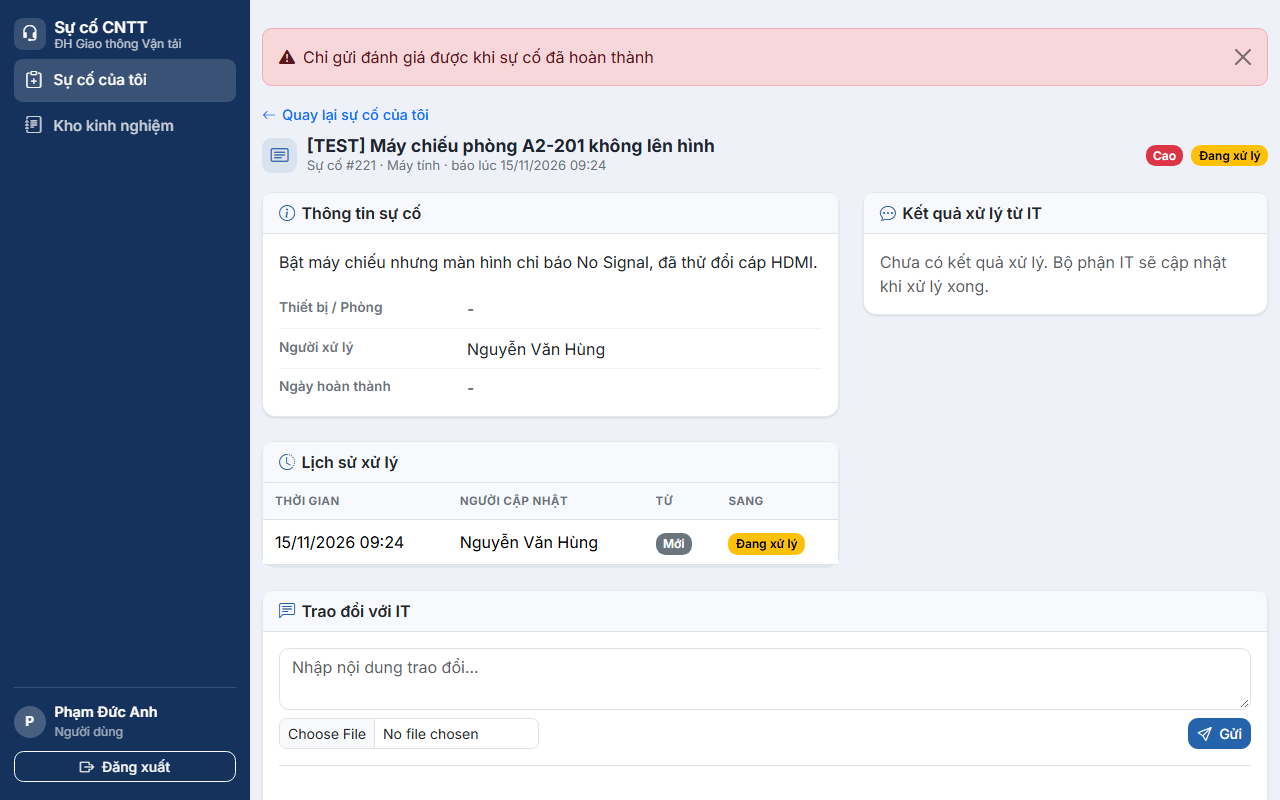 Sự cố CNTT
ĐH Giao thông Vận tải
Sự cố của tôi
Kho kinh nghiệm
Phạm Đức Anh
P
Người dùng
Đăng xuất
Chỉ gửi đánh giá được khi sự cố đã hoàn thành
← Quay lại sự cố của tôi
[TEST] Máy chiếu phòng A2-201 không lên hình
Sự cố #221 · Máy tính · báo lúc 15/11/2026 09:24
Cao
Đang xử lý
Thông tin sự cố
Bật máy chiếu nhưng màn hình chỉ báo No Signal, đã thử đổi cáp HDMI.
Thiết bị / Phòng -
Người xử lý Nguyễn Văn Hùng
Ngày hoàn thành -
Kết quả xử lý từ IT
Chưa có kết quả xử lý. Bộ phận IT sẽ cập nhật
khi xử lý xong.
Lịch sử xử lý
THỜI GIAN NGƯỜI CẬP NHẬT TỪ SANG
15/11/2026 09:24 Nguyễn Văn Hùng Mới Đang xử lý
Trao đổi với IT
Nhập nội dung trao đổi...
Choose File No file chosen
Gửi